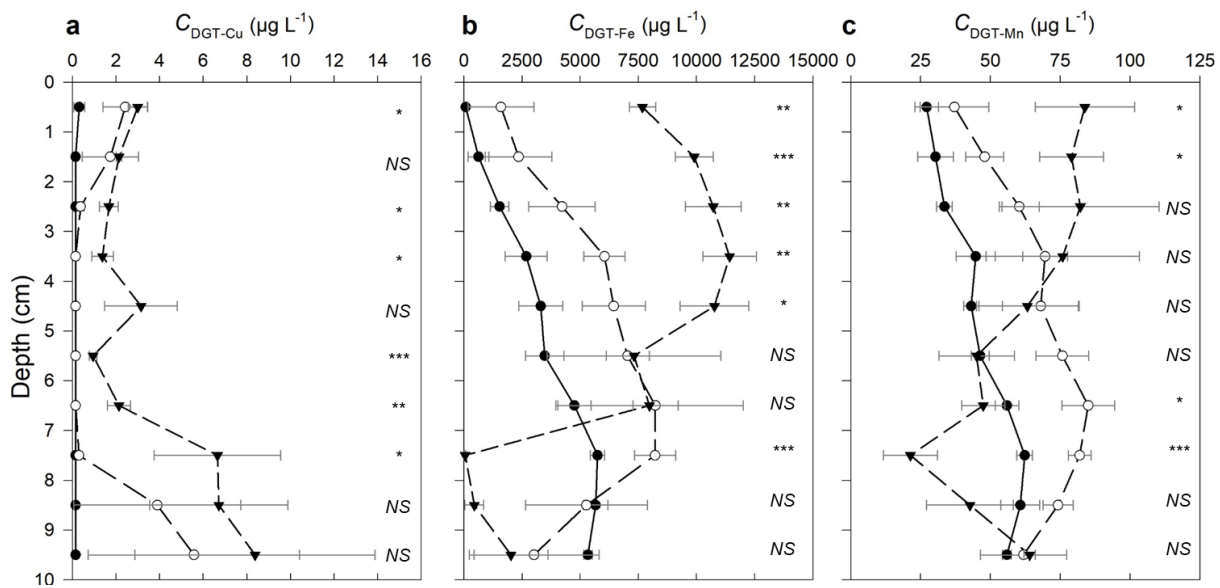 a C_DGT-Cu (µg L⁻¹) b C_DGT-Fe (µg L⁻¹) c C_DGT-Mn (µg L⁻¹)
0 2 4 6 8 10 12 14 16 0 2500 5000 7500 10000 12500 15000 0 25 50 75 100 125
0
* ** *
1
NS *** *
2
* ** NS
3
* ** NS
4
NS * NS
5
*** NS NS
6
** NS *
7
* *** ***
8
NS NS NS
9
NS NS NS
10
Depth (cm)